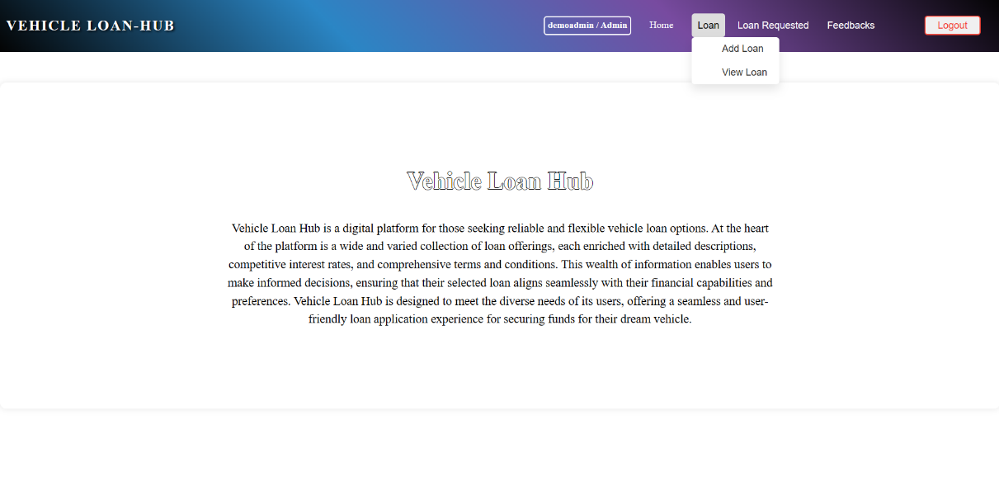 VEHICLE LOAN-HUB
demoadmin / Admin
Home
Loan
Loan Requested
Feedbacks
Logout
Add Loan
View Loan
Vehicle Loan Hub
Vehicle Loan Hub is a digital platform for those seeking reliable and flexible vehicle loan options. At the heart
of the platform is a wide and varied collection of loan offerings, each enriched with detailed descriptions,
competitive interest rates, and comprehensive terms and conditions. This wealth of information enables users to
make informed decisions, ensuring that their selected loan aligns seamlessly with their financial capabilities and
preferences. Vehicle Loan Hub is designed to meet the diverse needs of its users, offering a seamless and user-
friendly loan application experience for securing funds for their dream vehicle.